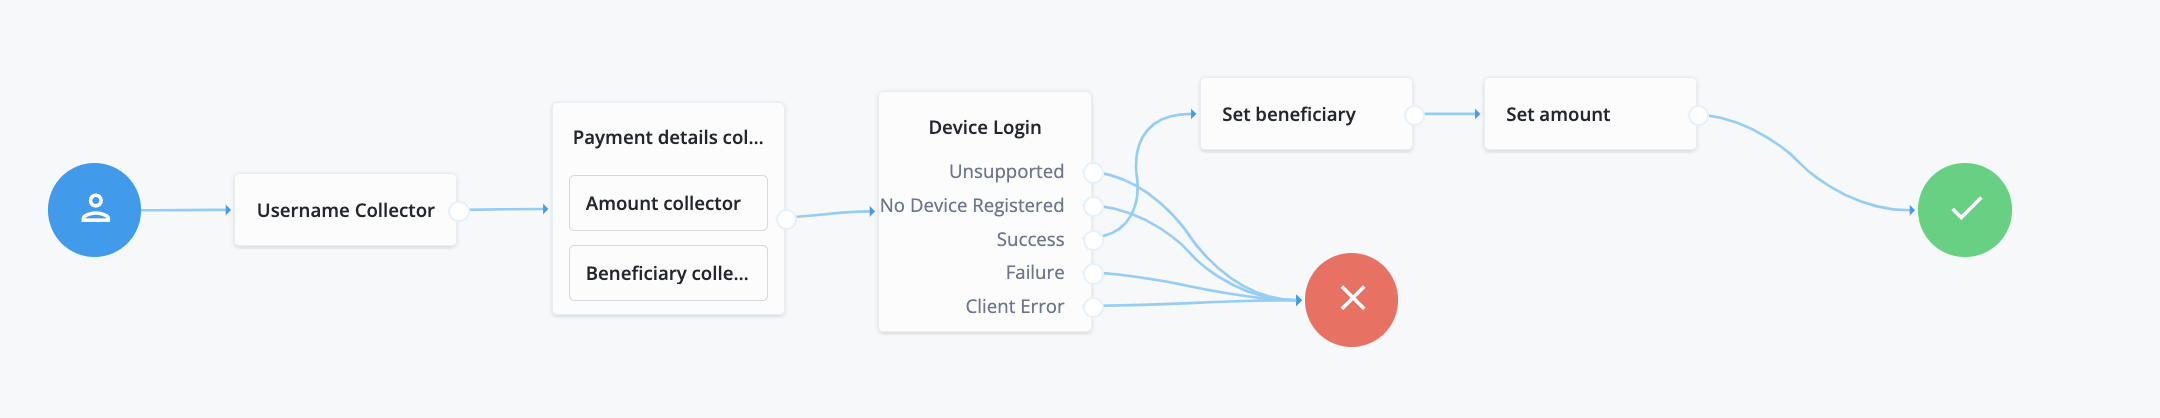 Username Collector
Payment details col...
Amount collector
Beneficiary colle...
Device Login
Unsupported
No Device Registered
Success
Failure
Client Error
Set beneficiary
Set amount